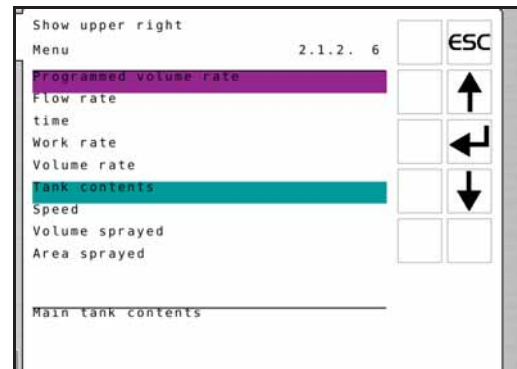 Show upper right
Menu 2.1.2. 6
ESC
Programmed volume rate
Flow rate
time
Work rate
Volume rate
Tank contents
Speed
Volume sprayed
Area sprayed
Main tank contents